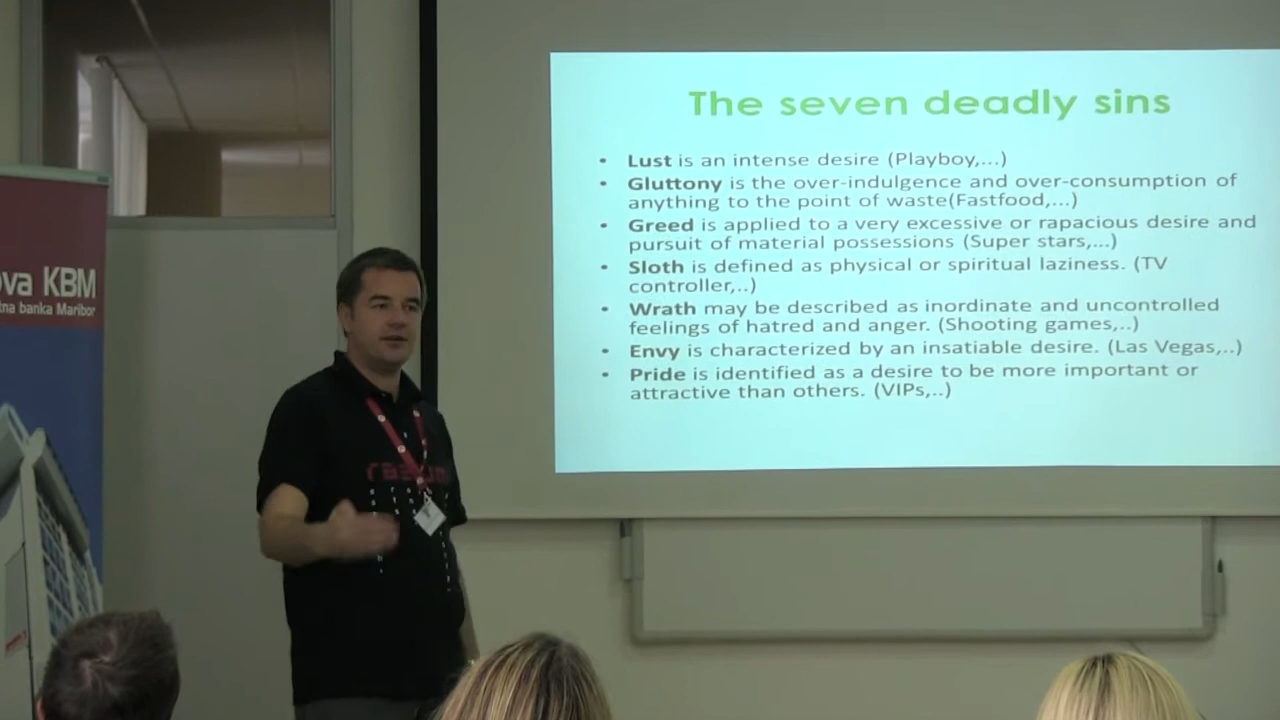 The seven deadly sins
• Lust is an intense desire (Playboy,...)
• Gluttony is the over-indulgence and over-consumption of
anything to the point of waste(Fastfood,...)
• Greed is applied to a very excessive or rapacious desire and
pursuit of material possessions (Super stars,...)
• Sloth is defined as physical or spiritual laziness. (TV
controller,..)
• Wrath may be described as inordinate and uncontrolled
feelings of hatred and anger. (Shooting games,..)
• Envy is characterized by an insatiable desire. (Las Vegas,..)
• Pride is identified as a desire to be more important or
attractive than others. (VIPs,..)
ova KBM
tna banka Maribor